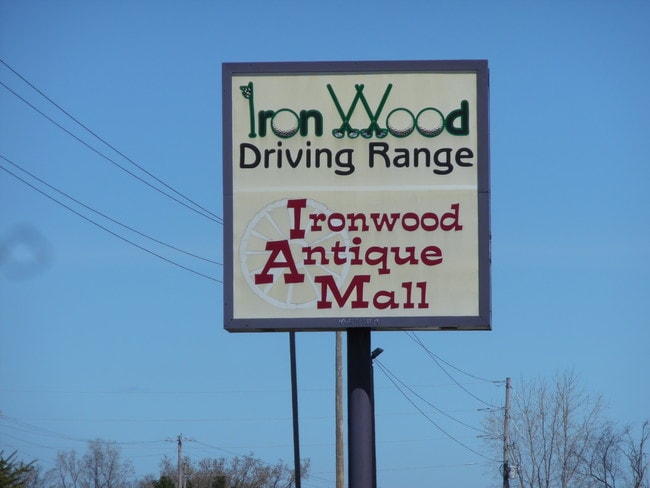 Iron Wood
Driving Range
Ironwood
Antique
Mall